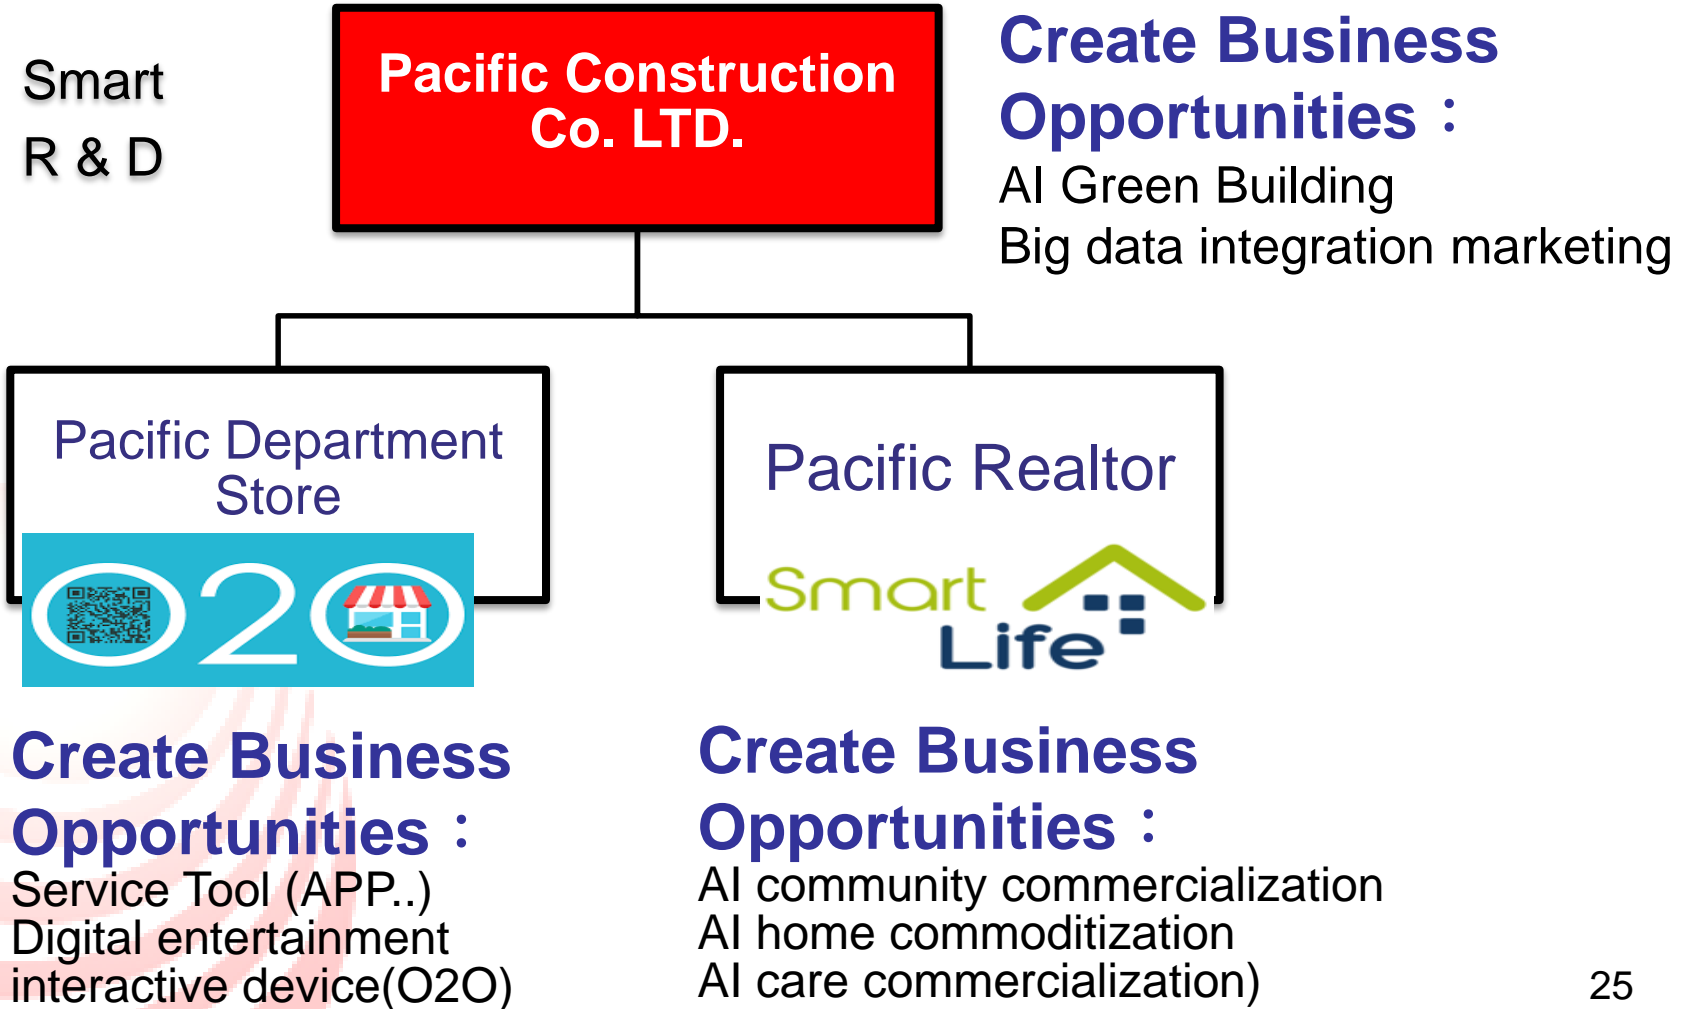 Smart
R & D
Pacific Construction
Co. LTD.
Create Business
Opportunities：
AI Green Building
Big data integration marketing
Pacific Department
Store
O2O
Pacific Realtor
Smart
Life
Create Business
Opportunities：
Service Tool (APP..)
Digital entertainment
interactive device(O2O)
Create Business
Opportunities：
AI community commercialization
AI home commoditization
AI care commercialization)
25